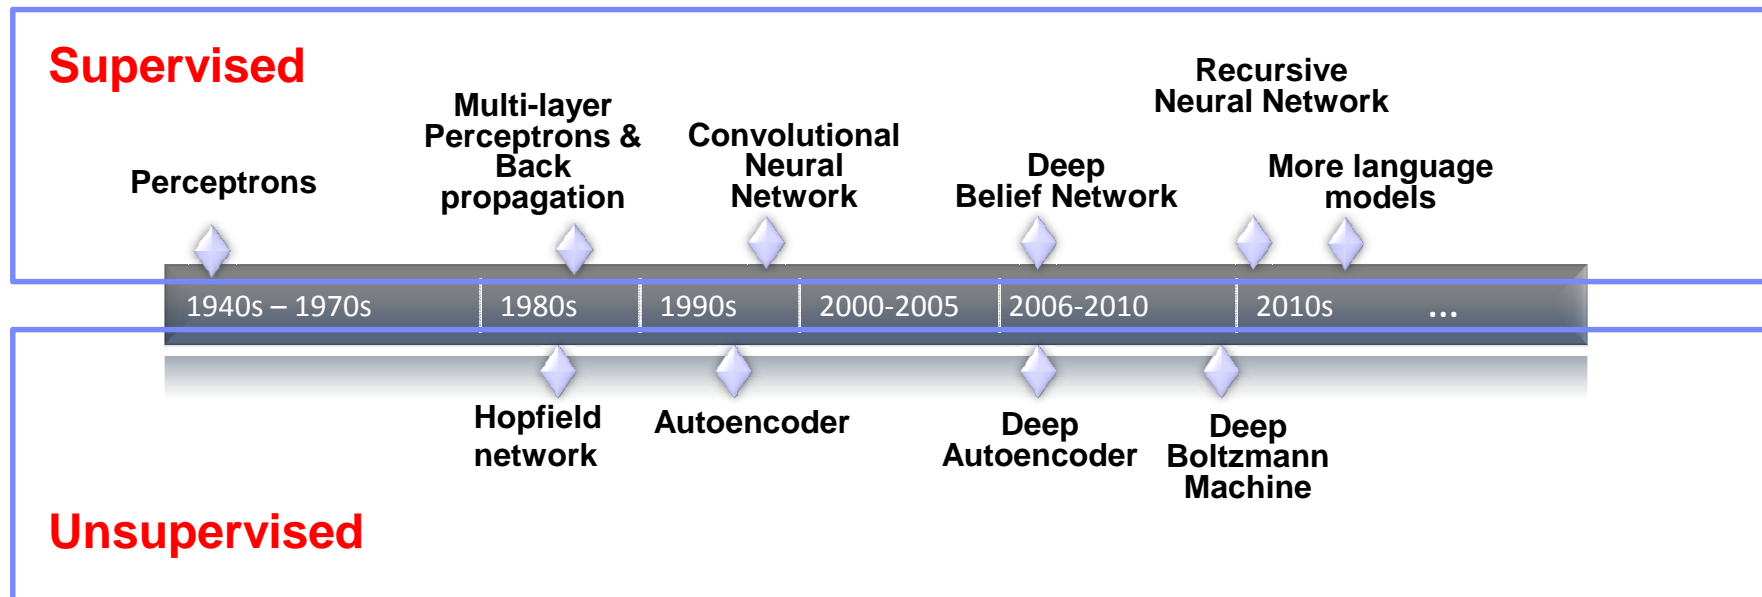 Supervised
Perceptrons
Multi-layer
Perceptrons &
Back
propagation
Convolutional
Neural
Network
Deep
Belief Network
Recursive
Neural Network
More language
models
1940s – 1970s
1980s
1990s
2000-2005
2006-2010
2010s
...
Hopfield
network
Autoencoder
Deep
Autoencoder
Deep
Boltzmann
Machine
Unsupervised